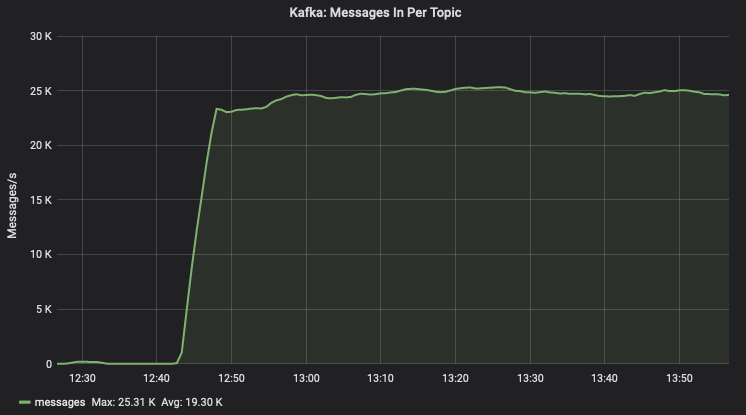 Kafka: Messages In Per Topic
30 K
25 K
20 K
15 K
10 K
5 K
0
Messages/s
12:30 12:40 12:50 13:00 13:10 13:20 13:30 13:40 13:50
messages Max: 25.31 K Avg: 19.30 K